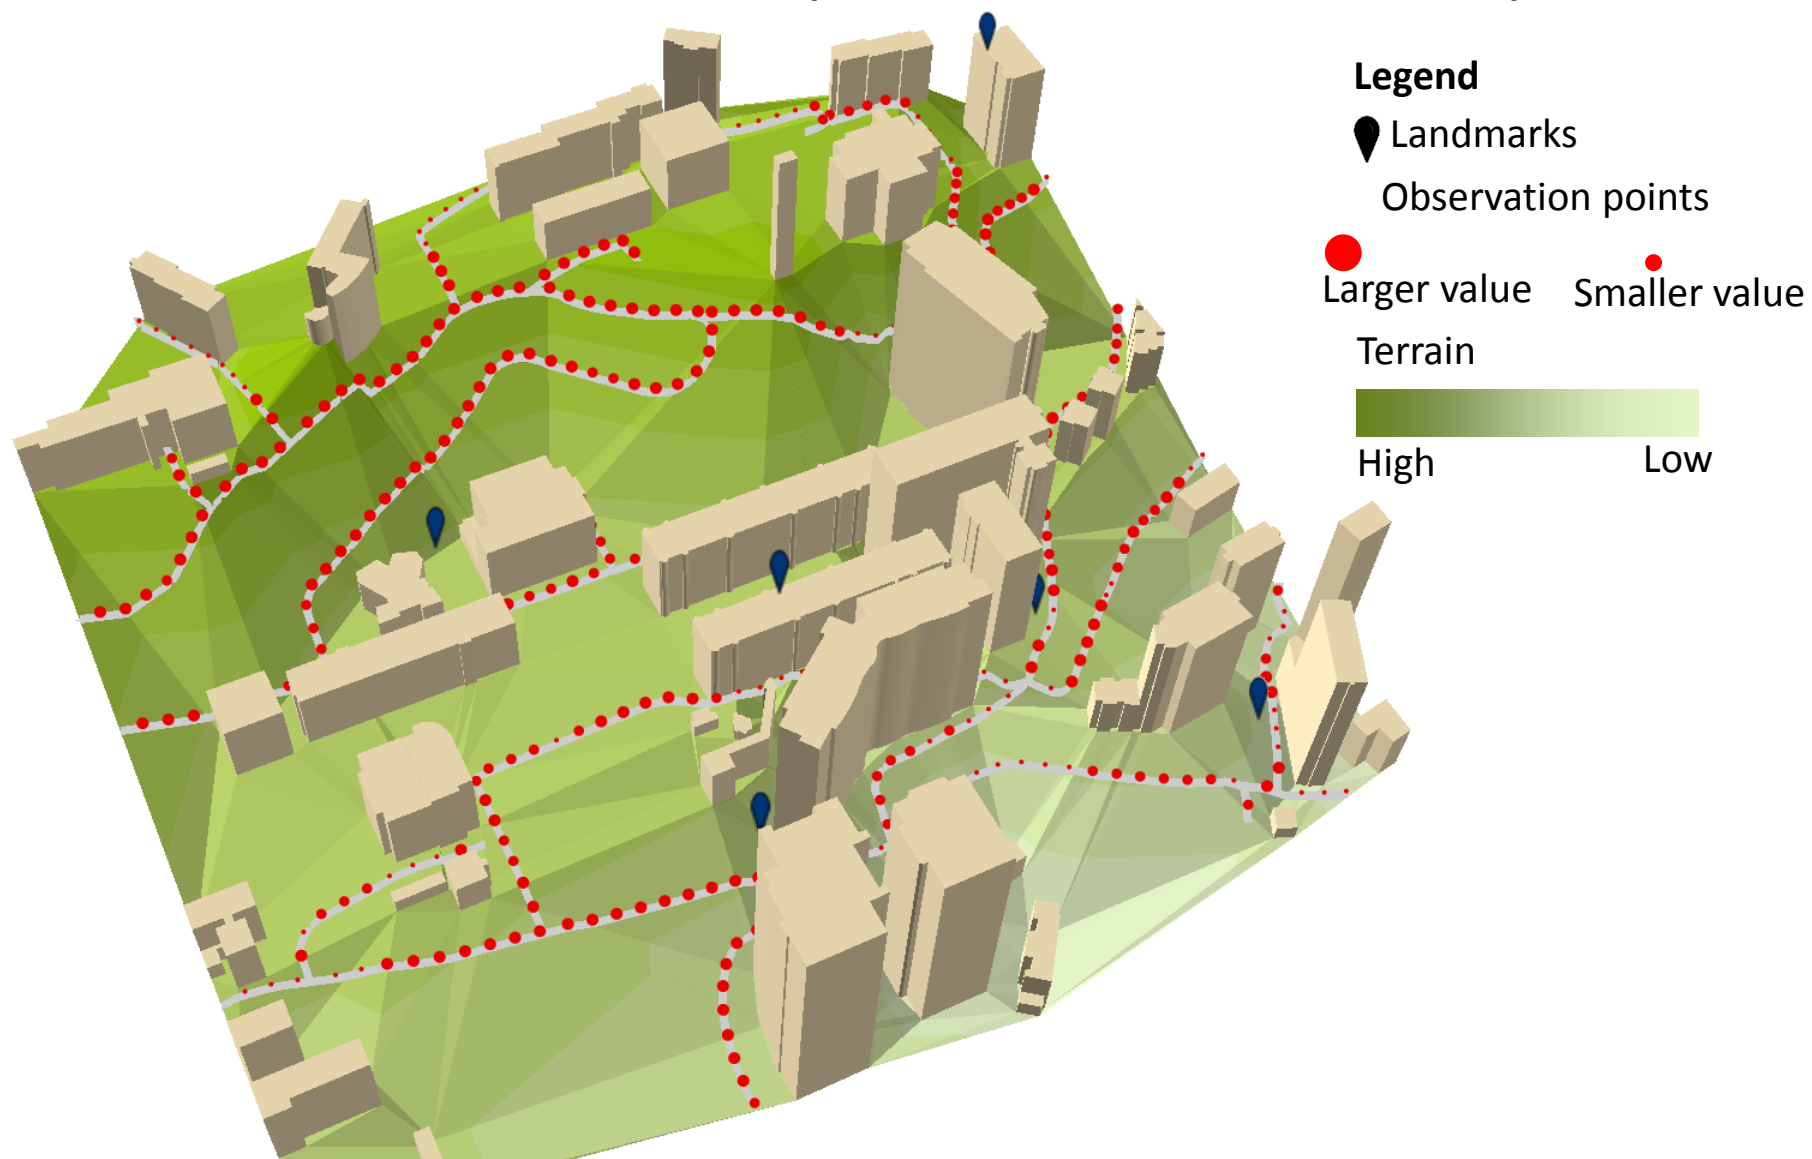 Legend
Landmarks
Observation points
Larger value
Smaller value
Terrain
High
Low